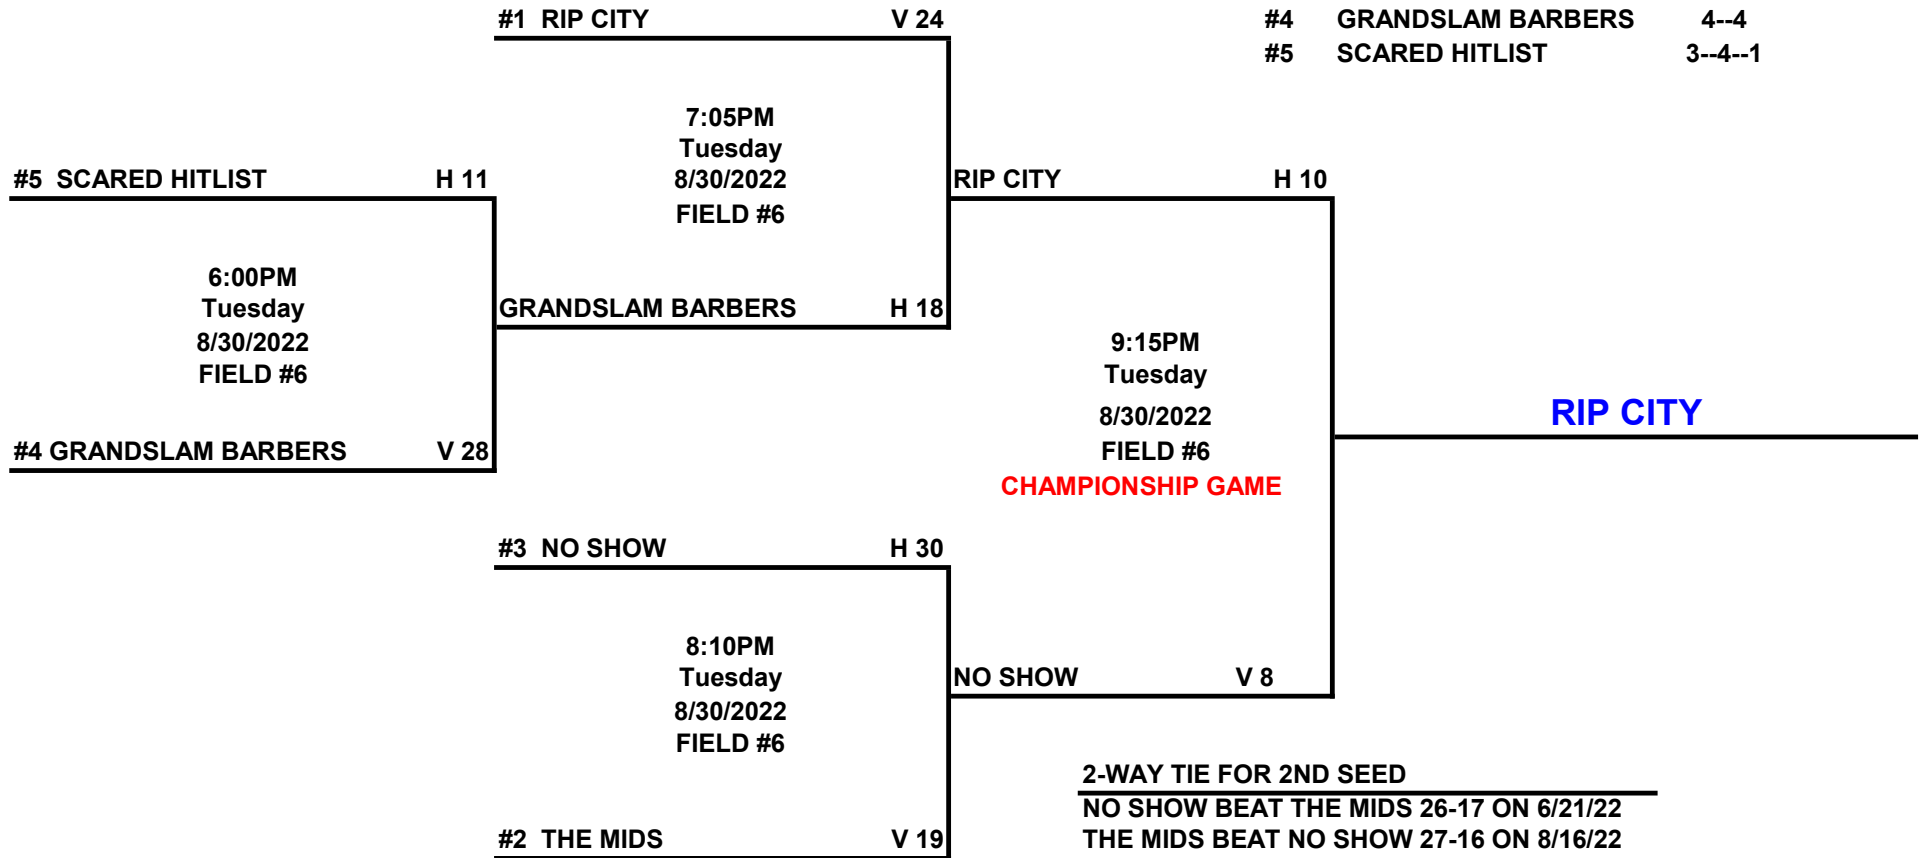 #1 RIP CITY V 24
#4 GRANDSLAM BARBERS 4--4
#5 SCARED HITLIST 3--4--1
7:05PM
Tuesday
8/30/2022
FIELD #6
#5 SCARED HITLIST H 11
RIP CITY H 10
6:00PM
Tuesday
8/30/2022
FIELD #6
GRANDSLAM BARBERS H 18
9:15PM
Tuesday
8/30/2022
FIELD #6
CHAMPIONSHIP GAME
RIP CITY
#4 GRANDSLAM BARBERS V 28
#3 NO SHOW H 30
8:10PM
Tuesday
8/30/2022
FIELD #6
NO SHOW V 8
2-WAY TIE FOR 2ND SEED
NO SHOW BEAT THE MIDS 26-17 ON 6/21/22
THE MIDS BEAT NO SHOW 27-16 ON 8/16/22
#2 THE MIDS V 19